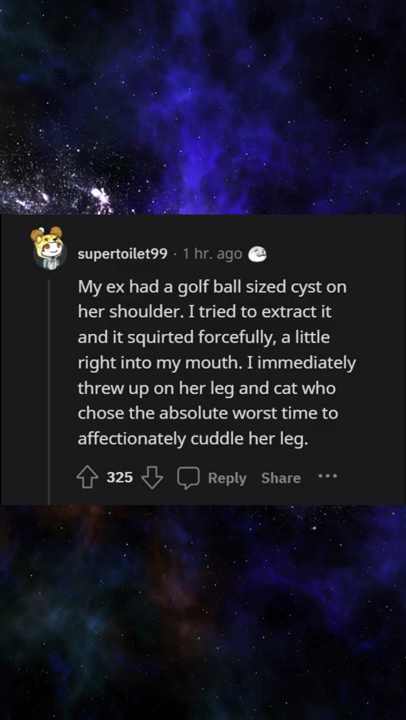 supertoilet99 · 1 hr. ago
My ex had a golf ball sized cyst on
her shoulder. I tried to extract it
and it squirted forcefully, a little
right into my mouth. I immediately
threw up on her leg and cat who
chose the absolute worst time to
affectionately cuddle her leg.
325 Reply Share ···